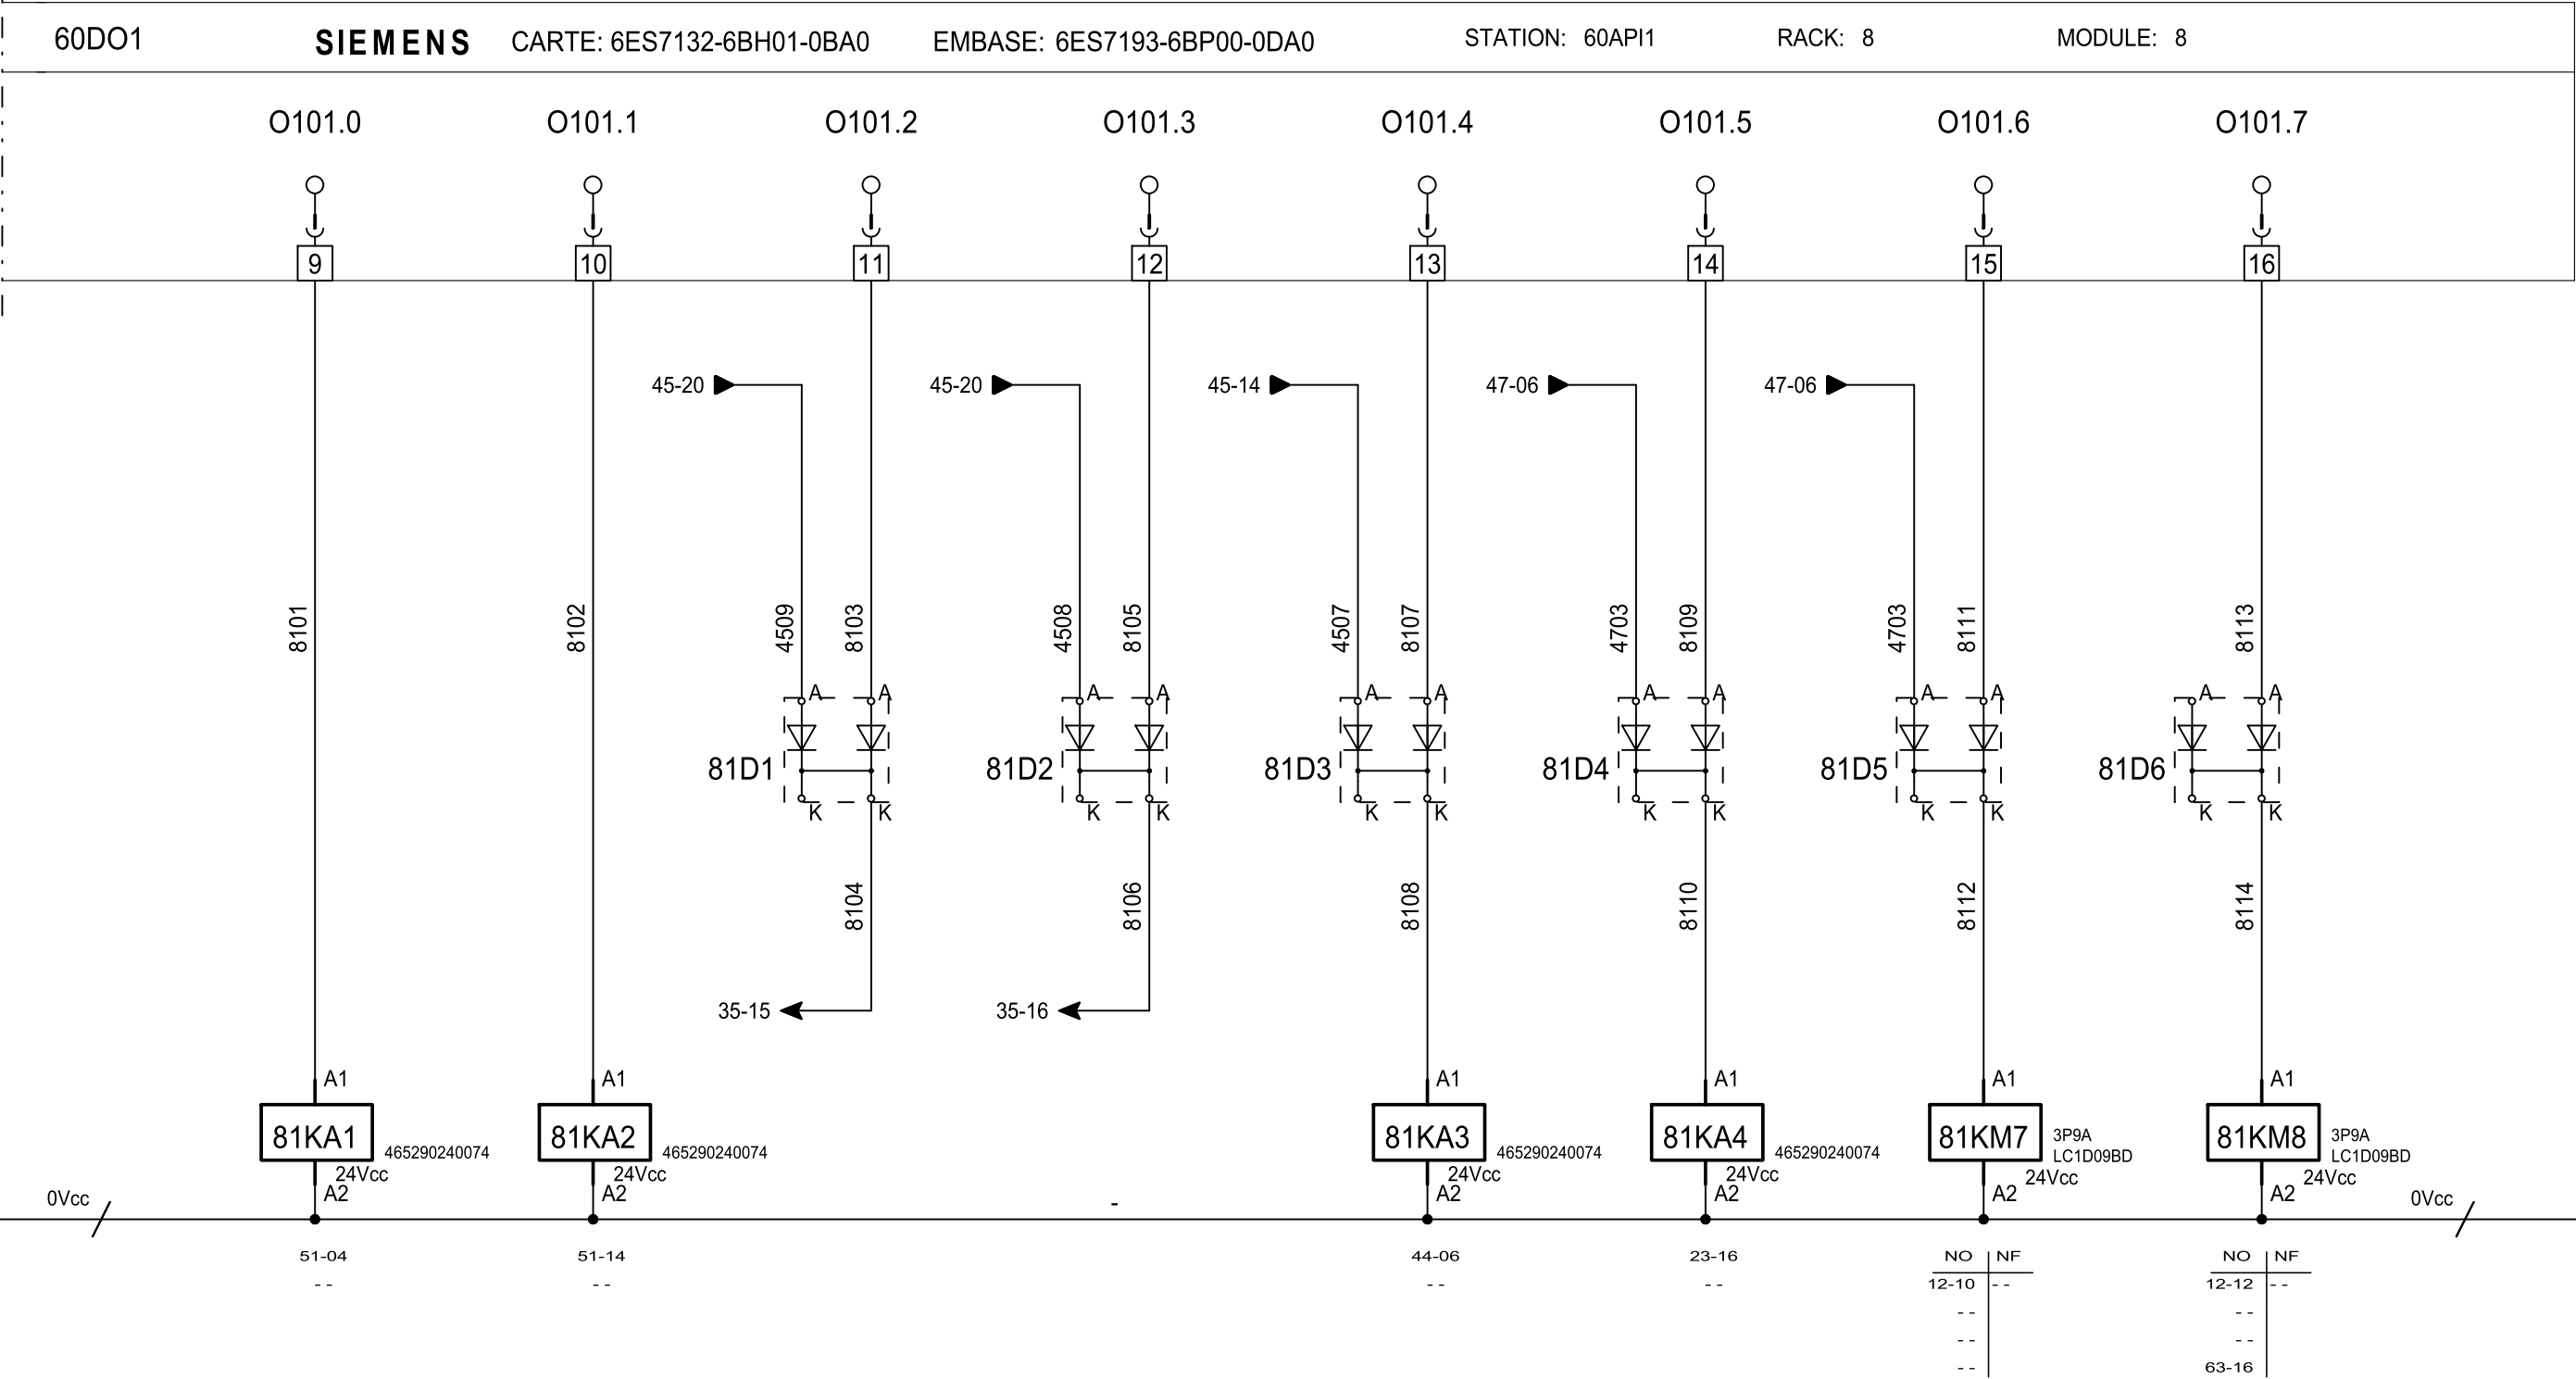 60DO1 SIEMENS CARTE: 6ES7132-6BH01-0BA0 EMBASE: 6ES7193-6BP00-0DA0 STATION: 60API1 RACK: 8 MODULE: 8
O101.0 O101.1 O101.2 O101.3 O101.4 O101.5 O101.6 O101.7
9 10 11 12 13 14 15 16
45-20 45-20 45-14 47-06 47-06
8101 8102 4509 8103 4508 8105 4507 8107 4703 8109 4703 8111 8113
A A A A A A A A A A A A
81D1 81D2 81D3 81D4 81D5 81D6
K K K K K K K K K K K K
8104 8106 8108 8110 8112 8114
35-15 35-16
A1 A1 A1 A1 A1 A1
81KA1 81KA2 81KA3 81KA4 81KM7 3P9A 81KM8 3P9A
465290240074 465290240074 465290240074 465290240074 LC1D09BD LC1D09BD
24Vcc 24Vcc 24Vcc 24Vcc 24Vcc 24Vcc
0Vcc A2 A2 - A2 A2 A2 A2 0Vcc
51-04 51-14 44-06 23-16 NO NF NO NF
-- -- -- -- 12-10 -- 12-12 --
-- --
-- --
-- 63-16